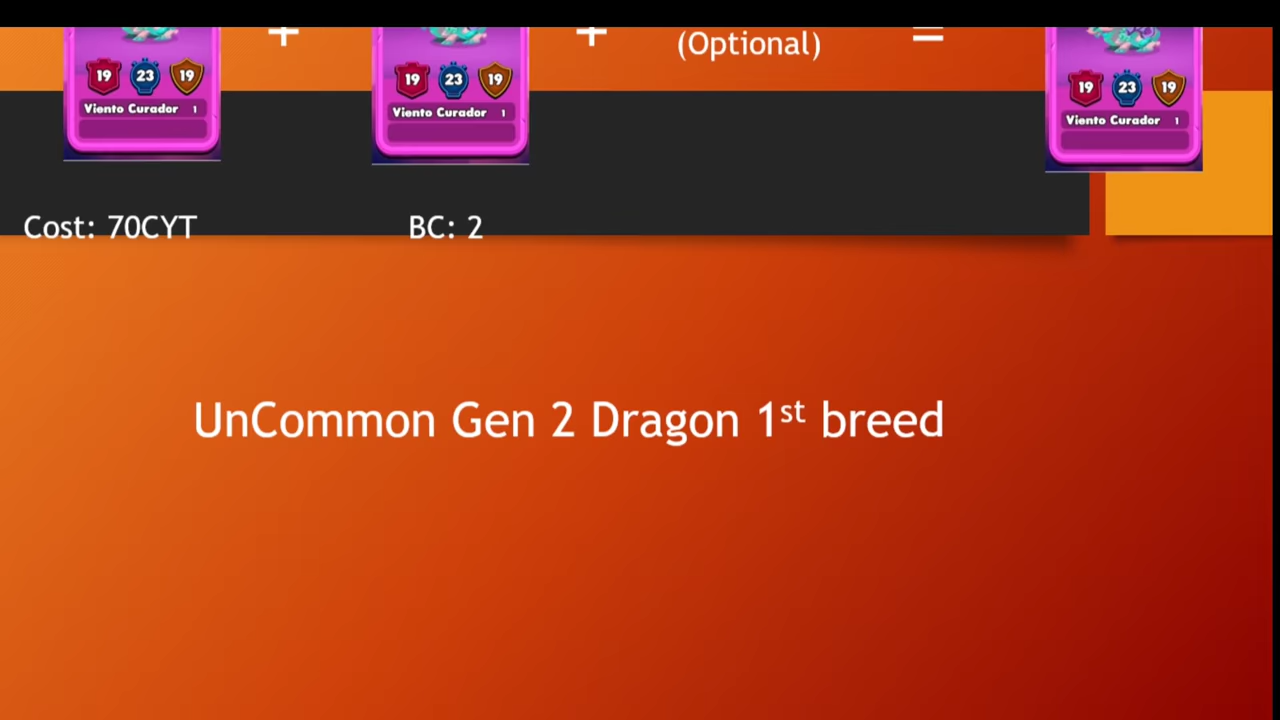 + + (Optional) =
19 23 19 19 23 19 19 23 19
Viento Curador 1 Viento Curador 1 Viento Curador 1
Cost: 70CYT BC: 2
UnCommon Gen 2 Dragon 1st breed